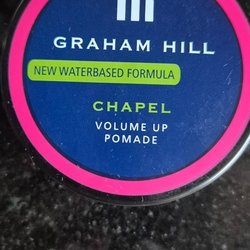 GRAHAM HILL
NEW WATERBASED FORMULA
CHAPEL
VOLUME UP
POMADE